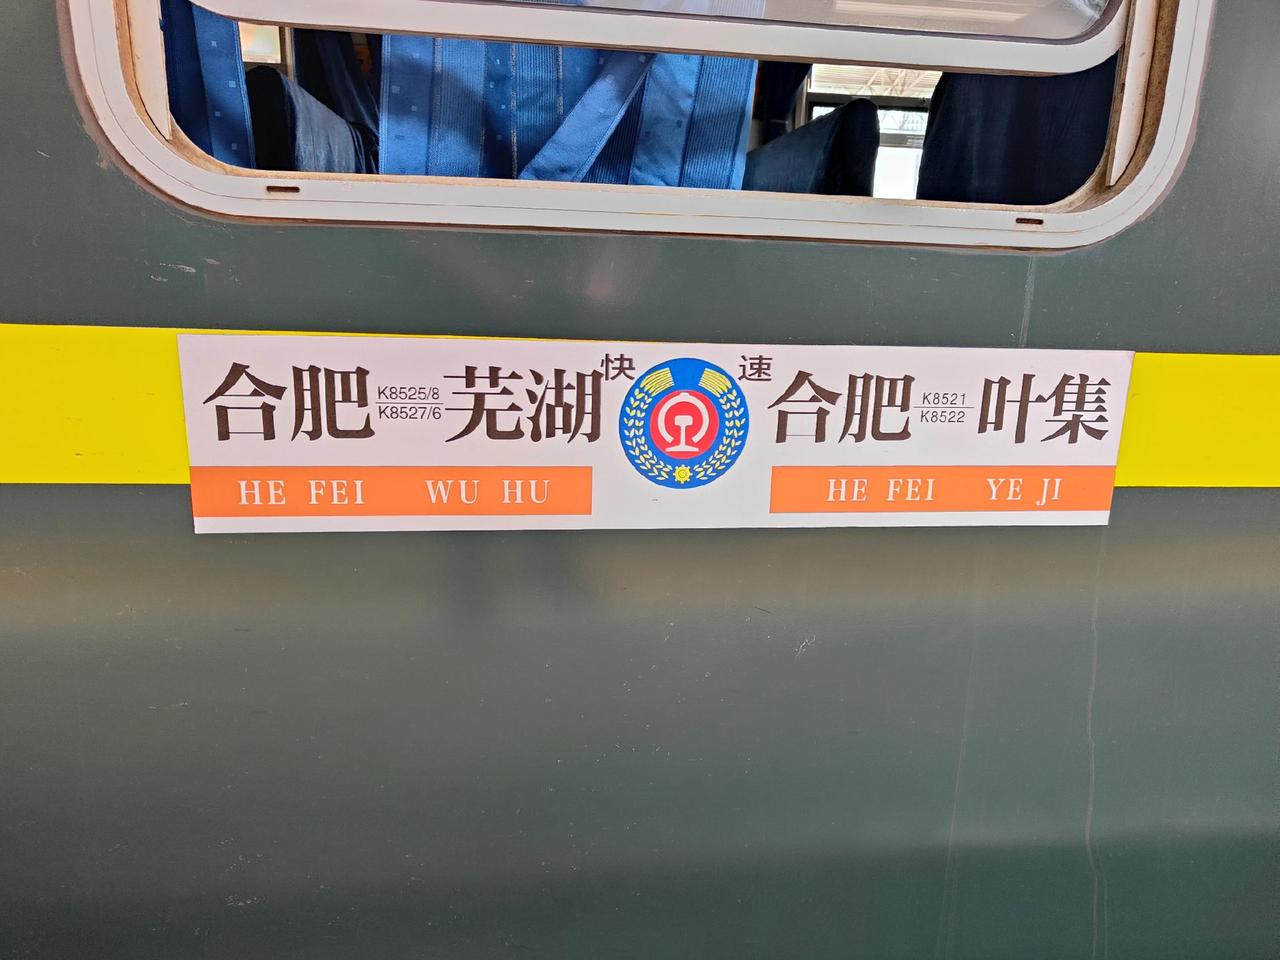 快 速
合肥 K8525/8 K8527/6 芜湖
HE FEI WU HU
合肥 K8521 K8522 叶集
HE FEI YE JI